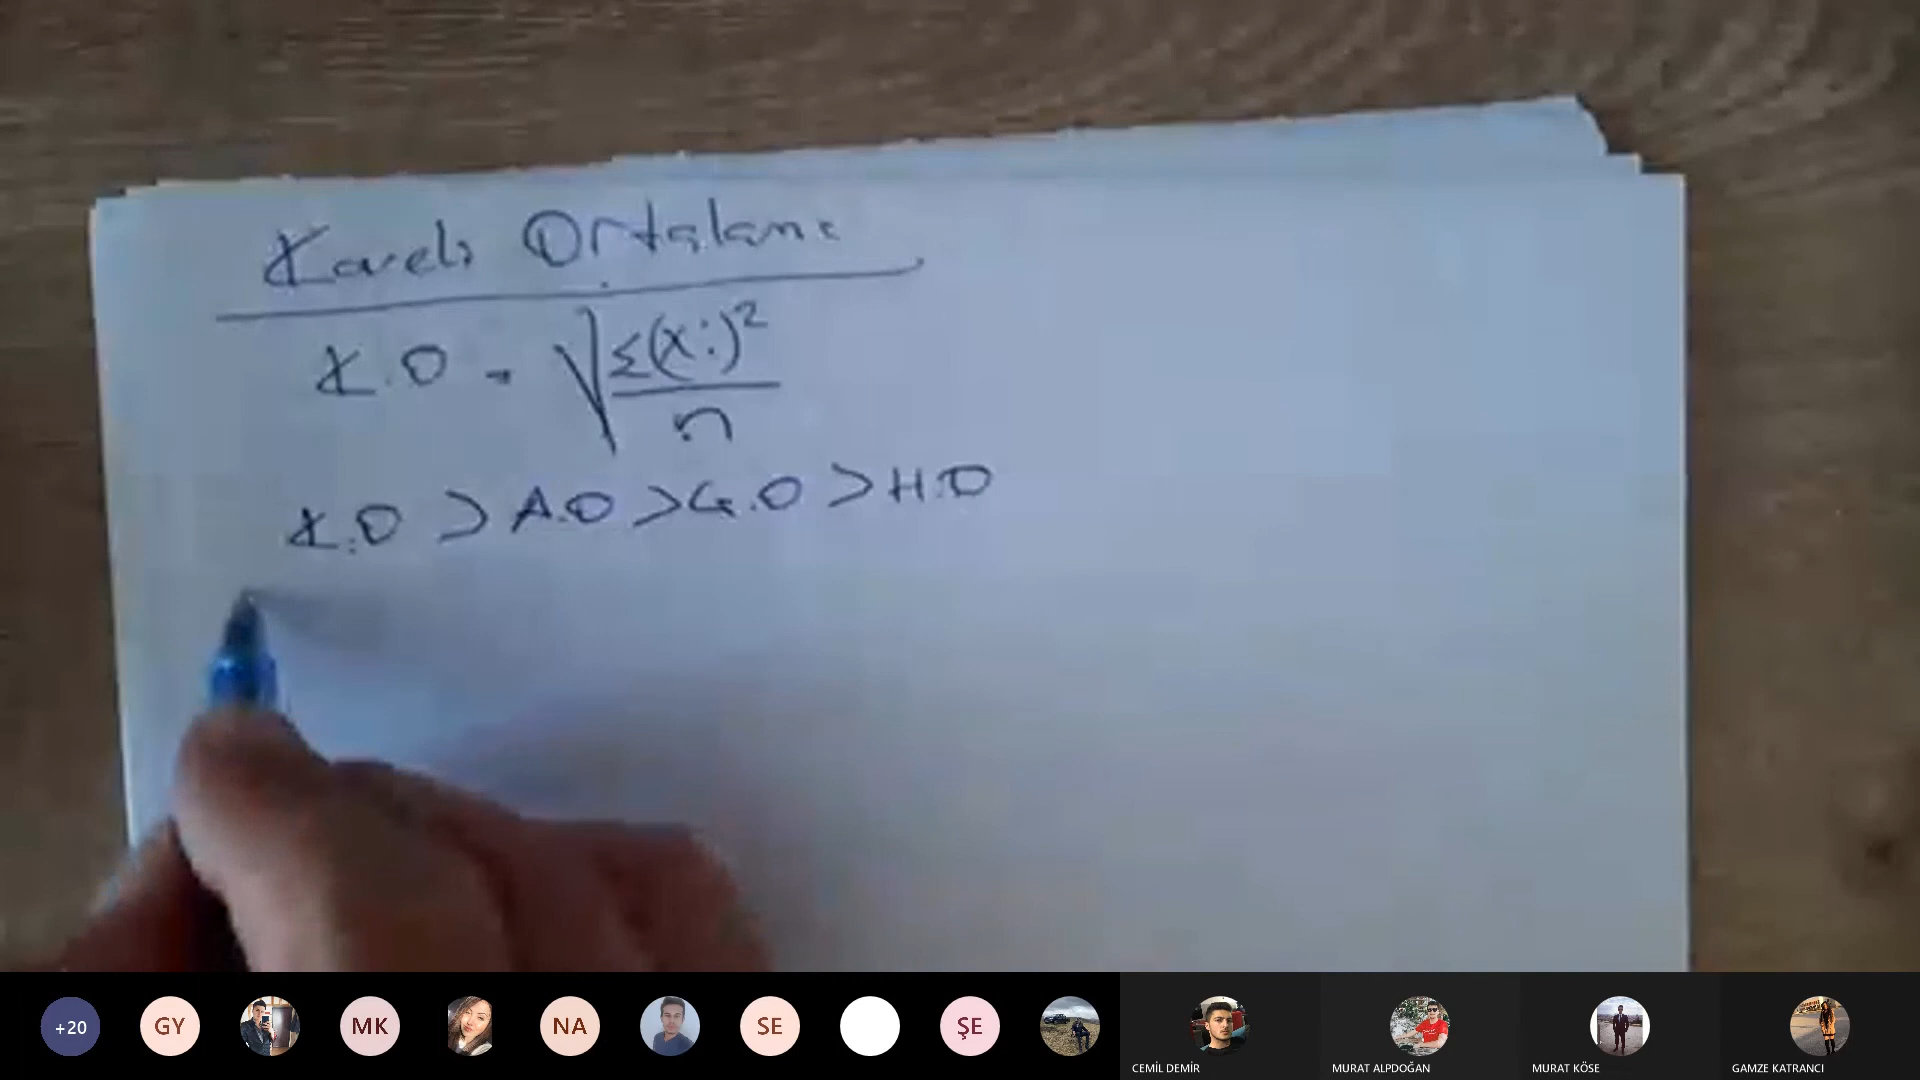 Kareli Ortalama
K.O = √Σ(xi)²/n
K.O > A.O > G.O > H.O
+20 GY MK NA SE ŞE
CEMİL DEMİR MURAT ALPDOĞAN MURAT KÖSE GAMZE KATRANCI